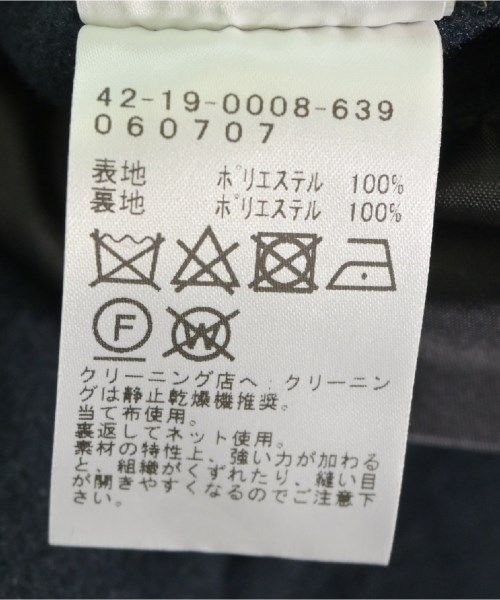 42-19-0008-639
060707
表地 ポリエステル 100%
裏地 ポリエステル 100%
F W
クリーニング店へ:クリーニン
グは静止乾燥機推奨。
当て布使用。
裏返してネット使用。
素材の特性上、強い力が加わる
と、組織がくずれたり、縫い目
が開きやすくなるのでご注意下
さい。